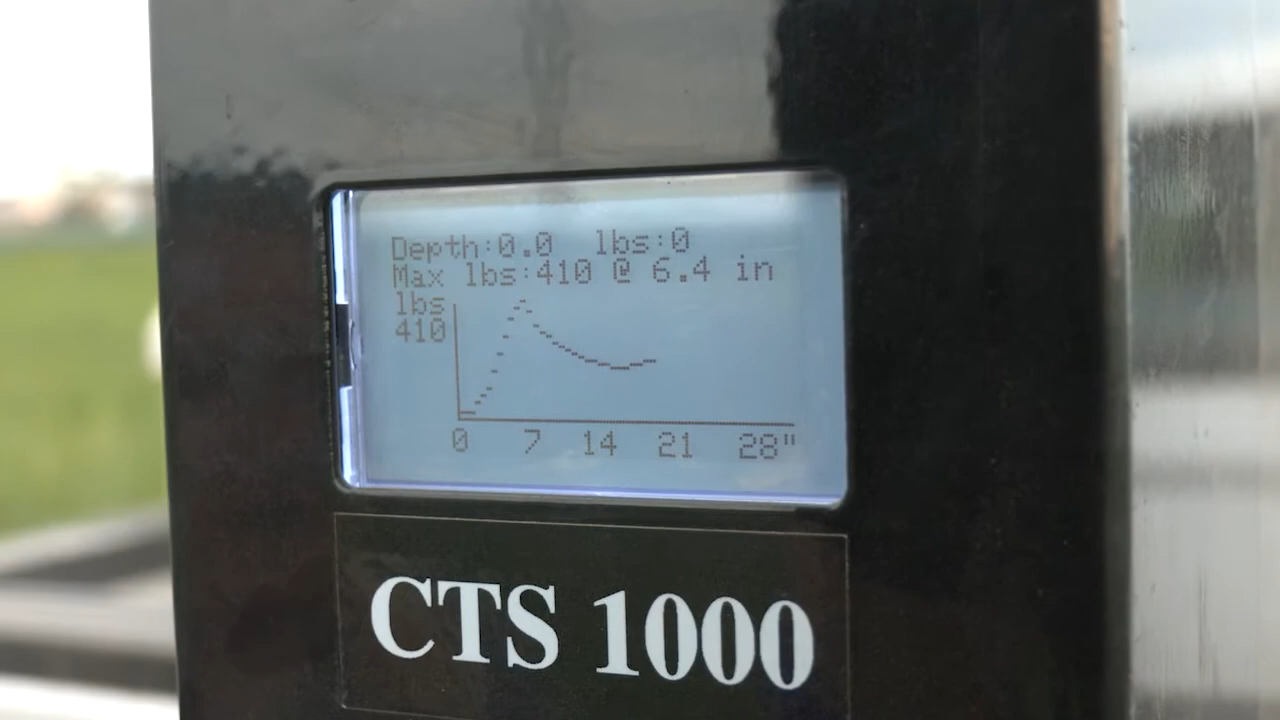 Depth:0.0 lbs:0
Max lbs:410 @ 6.4 in
lbs
410
0 7 14 21 28"
CTS 1000